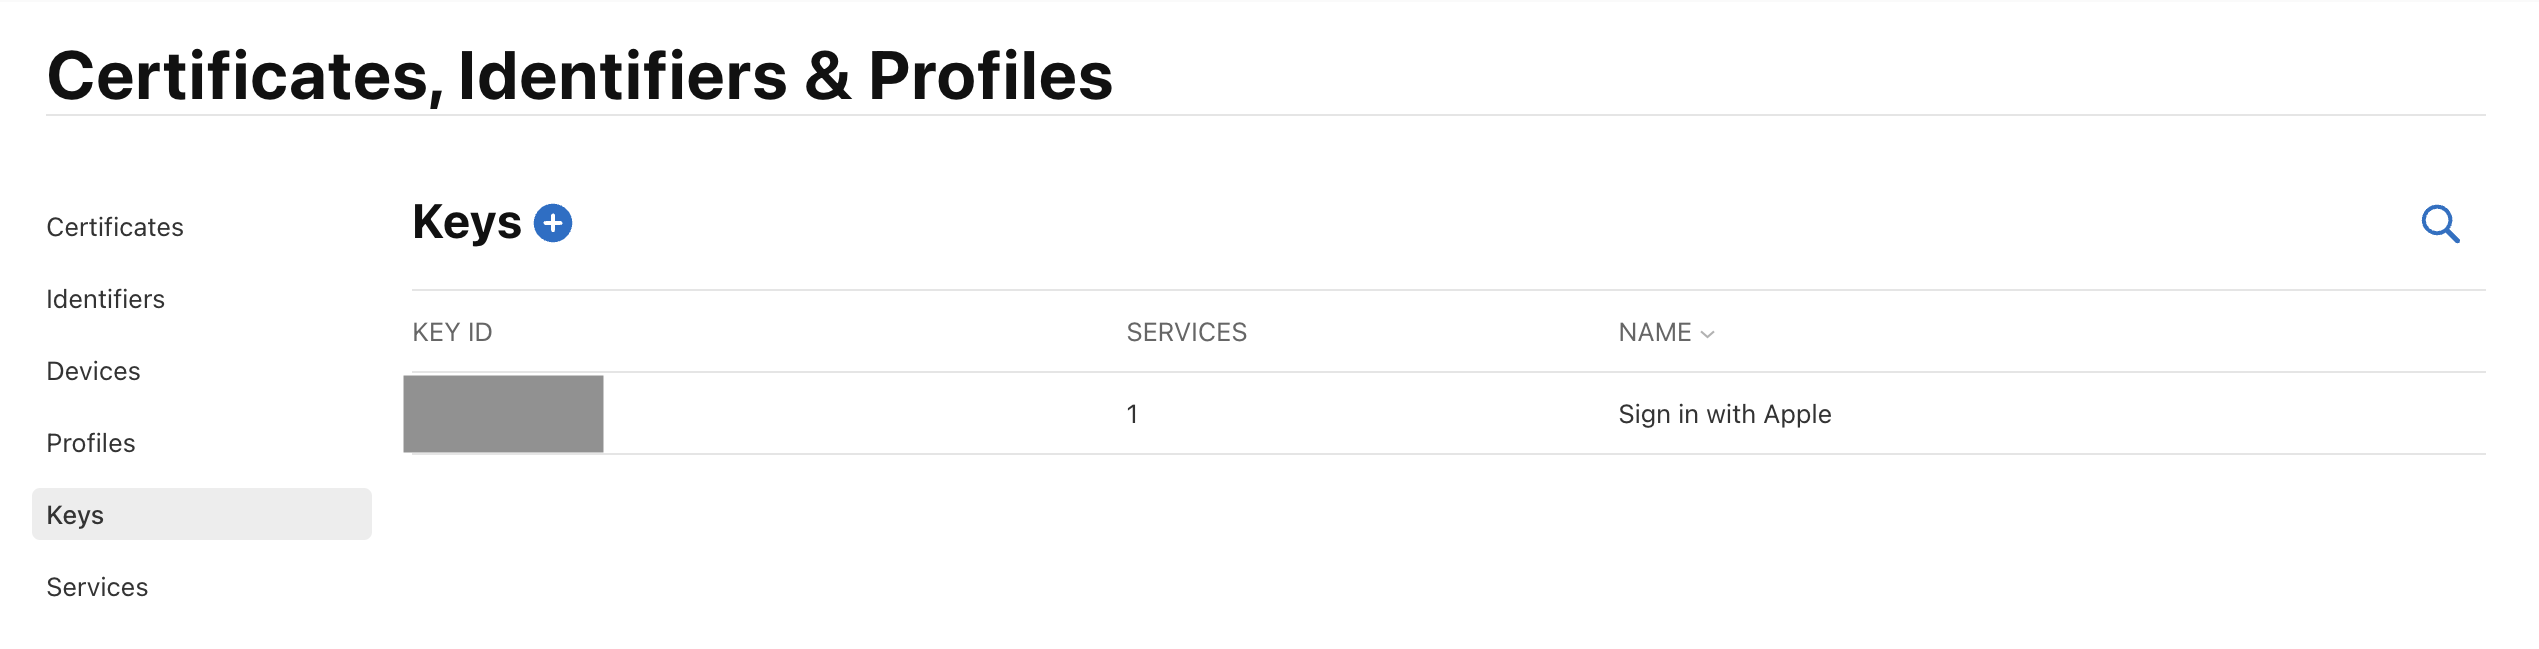 Certificates, Identifiers & Profiles
Certificates
Identifiers
Devices
Profiles
Keys
Services
Keys
KEY ID SERVICES NAME
1 Sign in with Apple